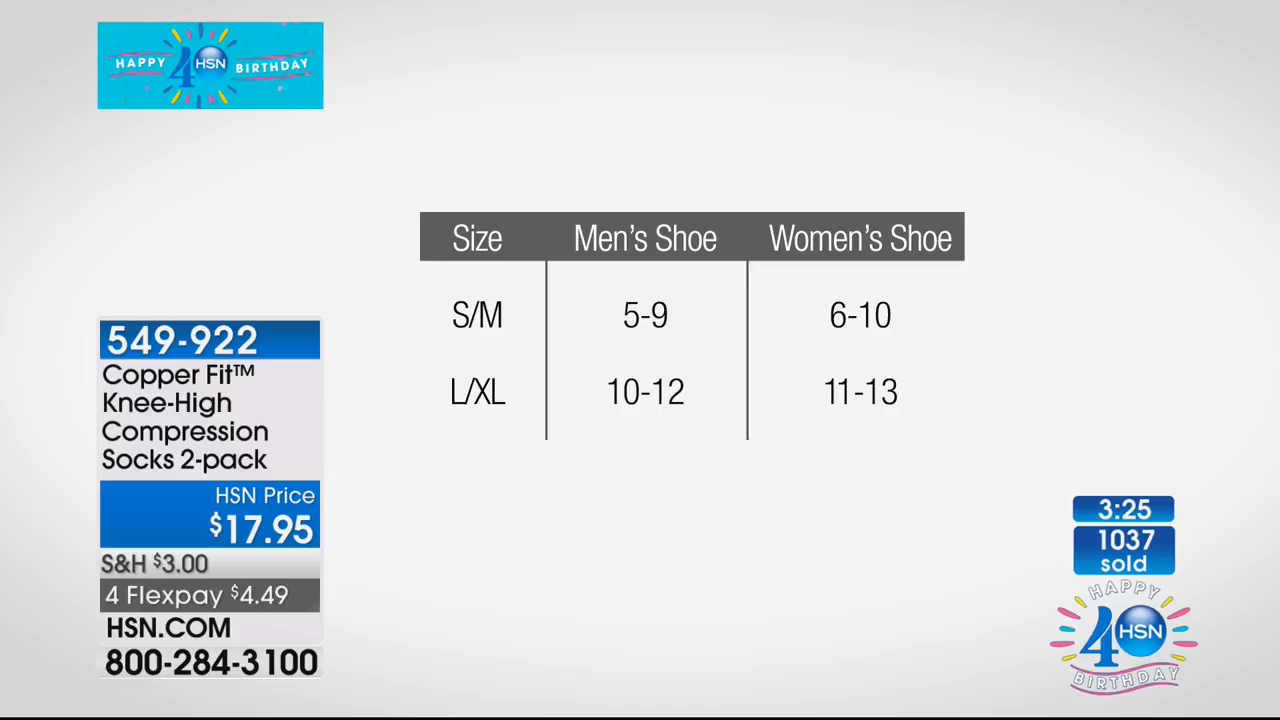 HAPPY 40 HSN BIRTHDAY
Size Men's Shoe Women's Shoe
S/M 5-9 6-10
L/XL 10-12 11-13
549-922
Copper Fit™
Knee-High
Compression
Socks 2-pack
HSN Price
$17.95
S&H $3.00
4 Flexpay $4.49
HSN.COM
800-284-3100
3:25
1037
sold
HAPPY
40 HSN
BIRTHDAY